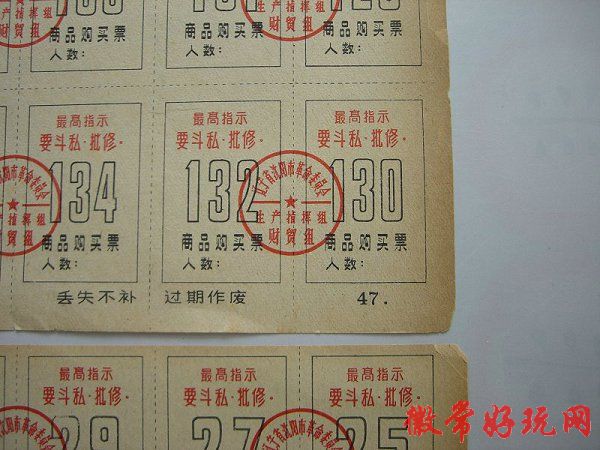 商品购买票 商品购买票 商品购买票
人数： 人数： 人数：
最高指示 最高指示 最高指示
要斗私·批修· 要斗私·批修· 要斗私·批修·
134 132 130
辽宁省沈阳市革命委员会
生产指挥组
财贸组
商品购买票 商品购买票 商品购买票
人数： 人数： 人数：
丢失不补 过期作废 47.
最高指示 最高指示 最高指示
要斗私·批修· 要斗私·批修· 要斗私·批修·
29 27 25
徽常好玩网